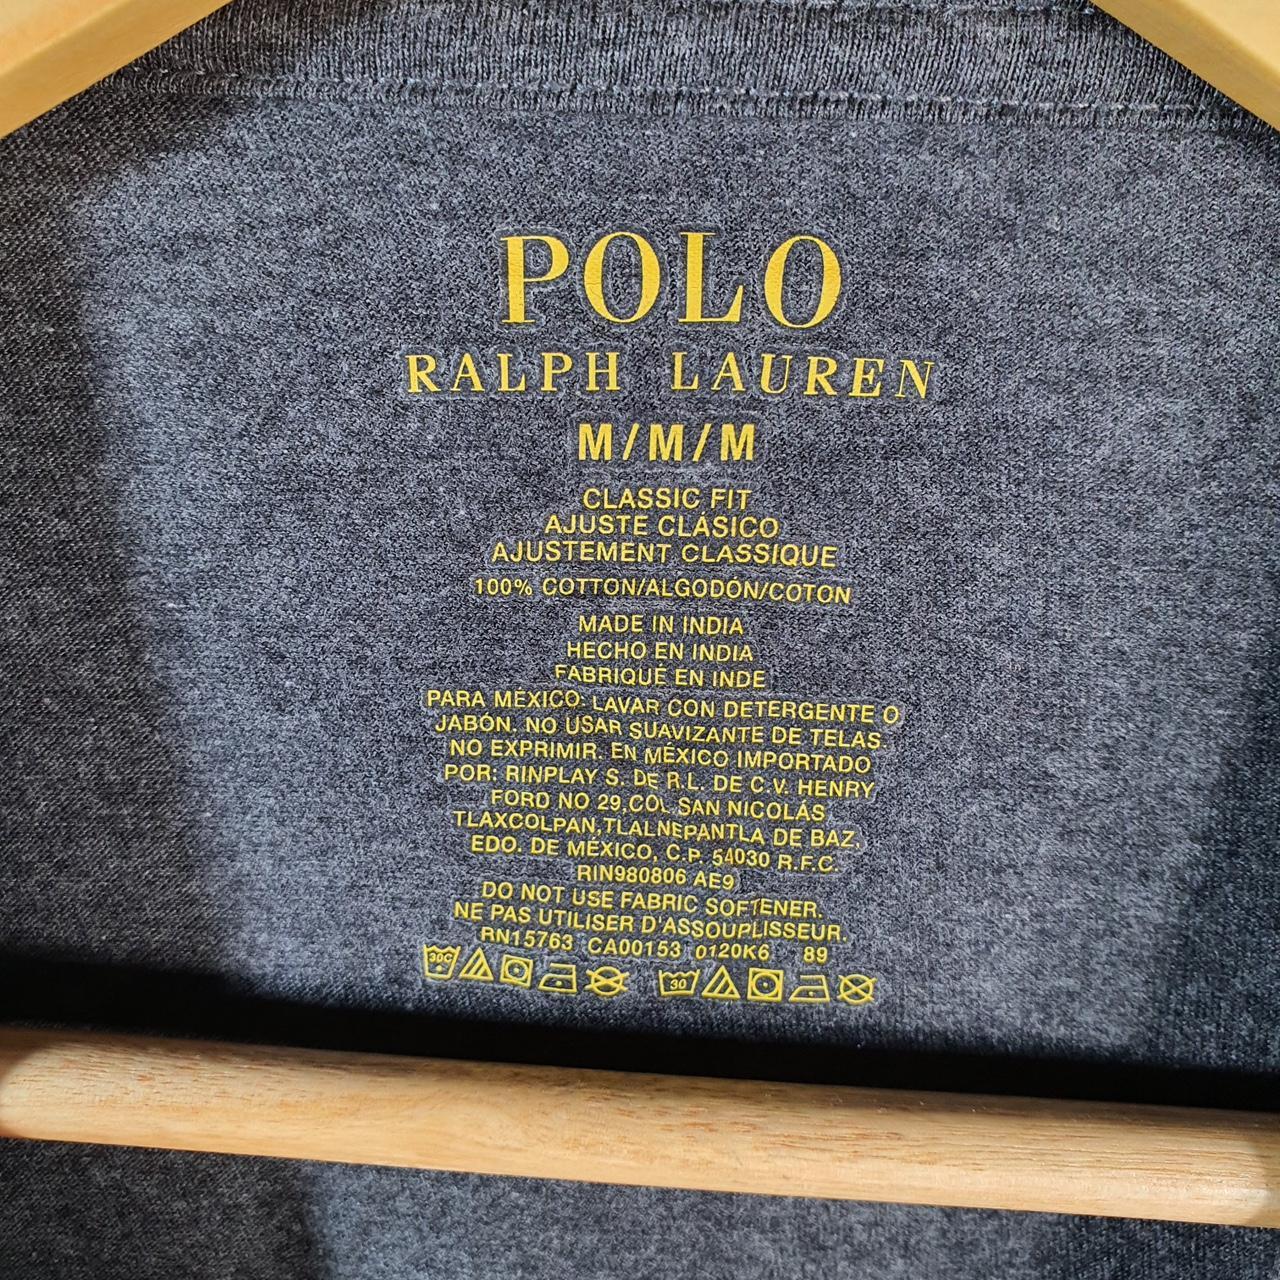 POLO
RALPH LAUREN
M/M/M
CLASSIC FIT
AJUSTE CLÁSICO
AJUSTEMENT CLASSIQUE
100% COTTON/ALGODÓN/COTON
MADE IN INDIA
HECHO EN INDIA
FABRIQUÉ EN INDE
PARA MÉXICO: LAVAR CON DETERGENTE O
JABÓN. NO USAR SUAVIZANTE DE TELAS.
NO EXPRIMIR. EN MÉXICO IMPORTADO
POR: RINPLAY S. DE R.L. DE C.V. HENRY
FORD NO 29,COL. SAN NICOLÁS
TLAXCOLPAN,TLALNEPANTLA DE BAZ,
EDO. DE MÉXICO, C.P. 54030 R.F.C.
RIN980806 AE9
DO NOT USE FABRIC SOFTENER.
NE PAS UTILISER D'ASSOUPLISSEUR.
RN15763 CA00153 0120K6 89
30C 30